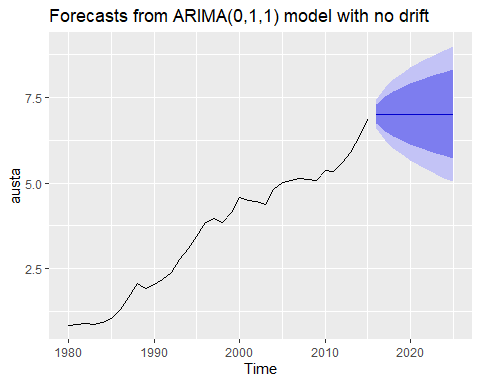 Forecasts from ARIMA(0,1,1) model with no drift
7.5
5.0
2.5
austa
1980 1990 2000 2010 2020
Time